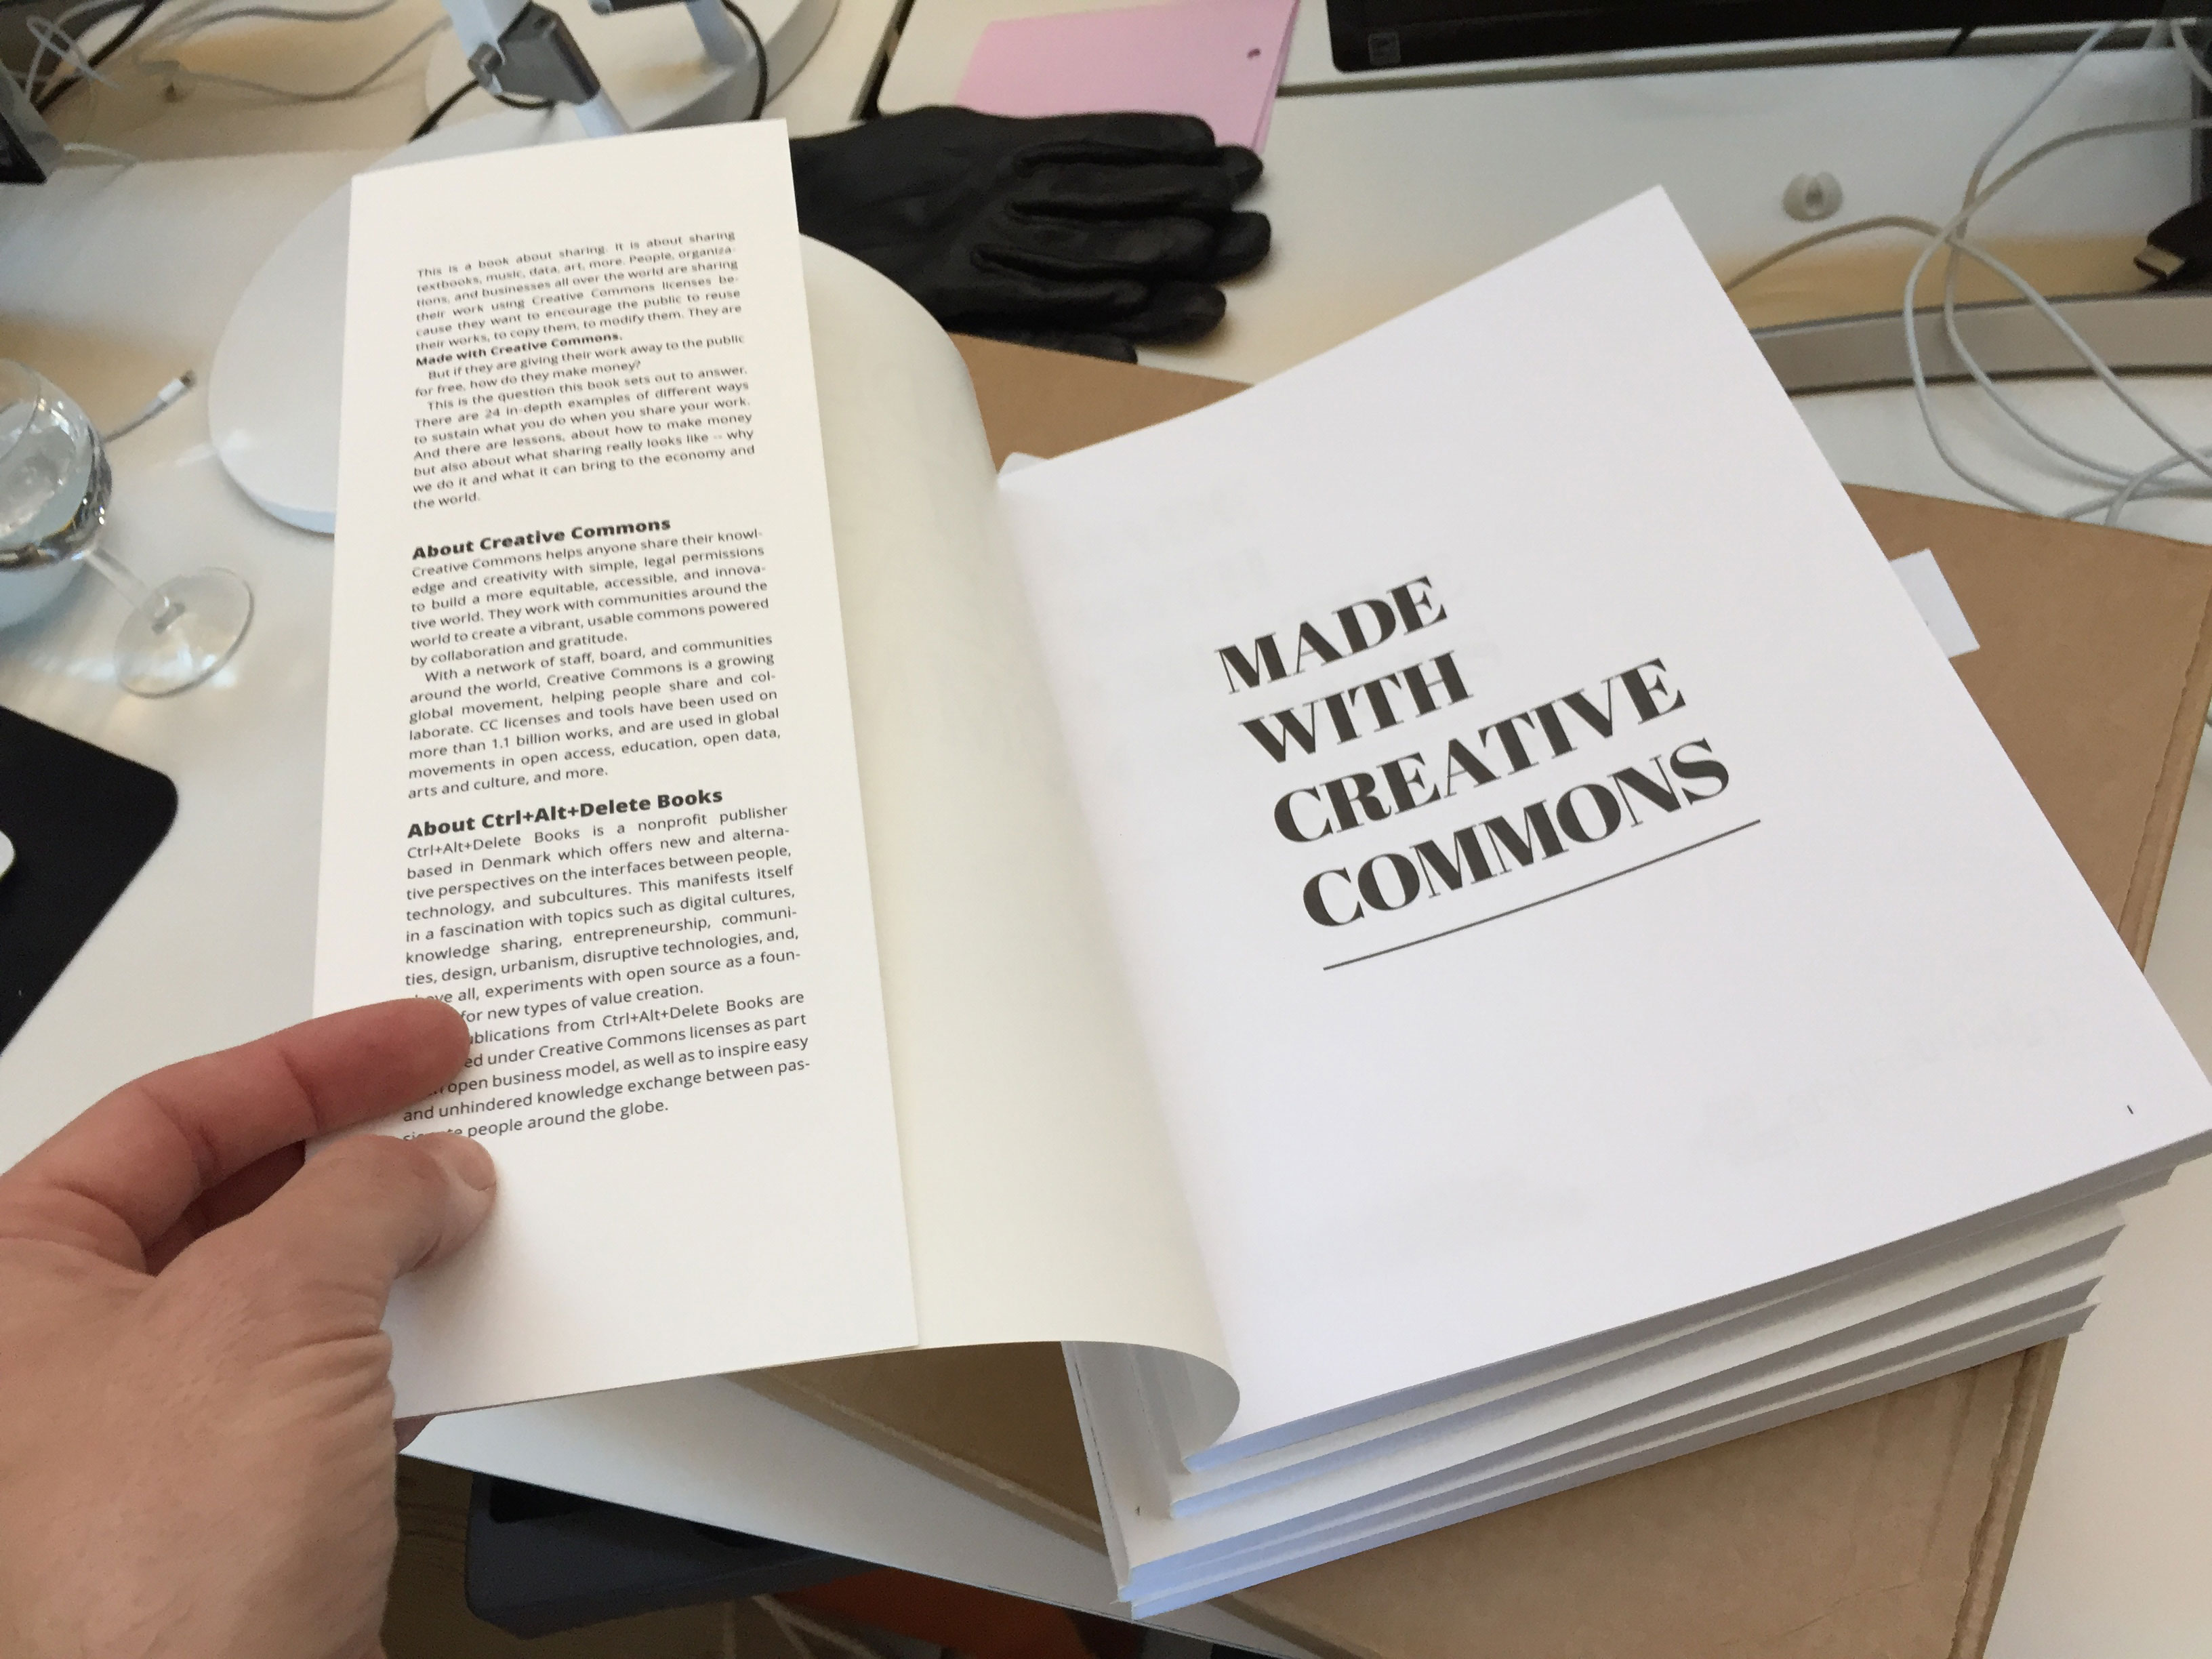 This is a book about sharing. It is about sharing
textbooks, music, data, art, more. People, organiza-
tions, and businesses all over the world are sharing
their work using Creative Commons licenses be-
cause they want to encourage the public to reuse
their works, to copy them, to modify them. They are
Made with Creative Commons.
But if they are giving their work away to the public
for free, how do they make money?
This is the question this book sets out to answer.
There are 24 in-depth examples of different ways
to sustain what you do when you share your work.
And there are lessons, about how to make money
but also about what sharing really looks like -- why
we do it and what it can bring to the economy and
the world.
About Creative Commons
Creative Commons helps anyone share their knowl-
edge and creativity with simple, legal permissions
to build a more equitable, accessible, and innova-
tive world. They work with communities around the
world to create a vibrant, usable commons powered
by collaboration and gratitude.
With a network of staff, board, and communities
around the world, Creative Commons is a growing
global movement, helping people share and col-
laborate. CC licenses and tools have been used on
more than 1.1 billion works, and are used in global
movements in open access, education, open data,
arts and culture, and more.
About Ctrl+Alt+Delete Books
Ctrl+Alt+Delete Books is a nonprofit publisher
based in Denmark which offers new and alterna-
tive perspectives on the interfaces between people,
technology, and subcultures. This manifests itself
in a fascination with topics such as digital cultures,
knowledge sharing, entrepreneurship, communi-
ties, design, urbanism, disruptive technologies, and,
all, experiments with open source as a foun-
for new types of value creation.
from Ctrl+Alt+Delete Books are
under Creative Commons licenses as part
open business model, as well as to inspire easy
and unhindered knowledge exchange between pas-
people around the globe.
MADE
WITH
CREATIVE
COMMONS